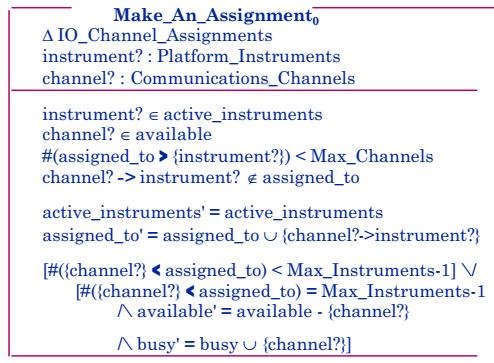 Make_An_Assignment₀
Δ IO_Channel_Assignments
instrument? : Platform_Instruments
channel? : Communications_Channels
instrument? ∈ active_instruments
channel? ∈ available
#(assigned_to > {instrument?}) < Max_Channels
channel? -> instrument? ∉ assigned_to
active_instruments' = active_instruments
assigned_to' = assigned_to ∪ {channel?->instrument?}
[#({channel?} < assigned_to) < Max_Instruments-1] \/
[#({channel?} < assigned_to) = Max_Instruments-1
/\ available' = available - {channel?}
/\ busy' = busy ∪ {channel?}]